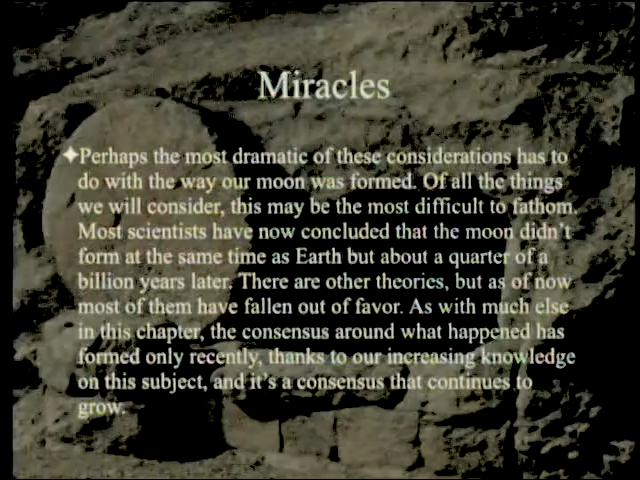 Miracles
✦Perhaps the most dramatic of these considerations has to
do with the way our moon was formed. Of all the things
we will consider, this may be the most difficult to fathom.
Most scientists have now concluded that the moon didn't
form at the same time as Earth but about a quarter of a
billion years later. There are other theories, but as of now
most of them have fallen out of favor. As with much else
in this chapter, the consensus around what happened has
formed only recently, thanks to our increasing knowledge
on this subject, and it's a consensus that continues to
grow.